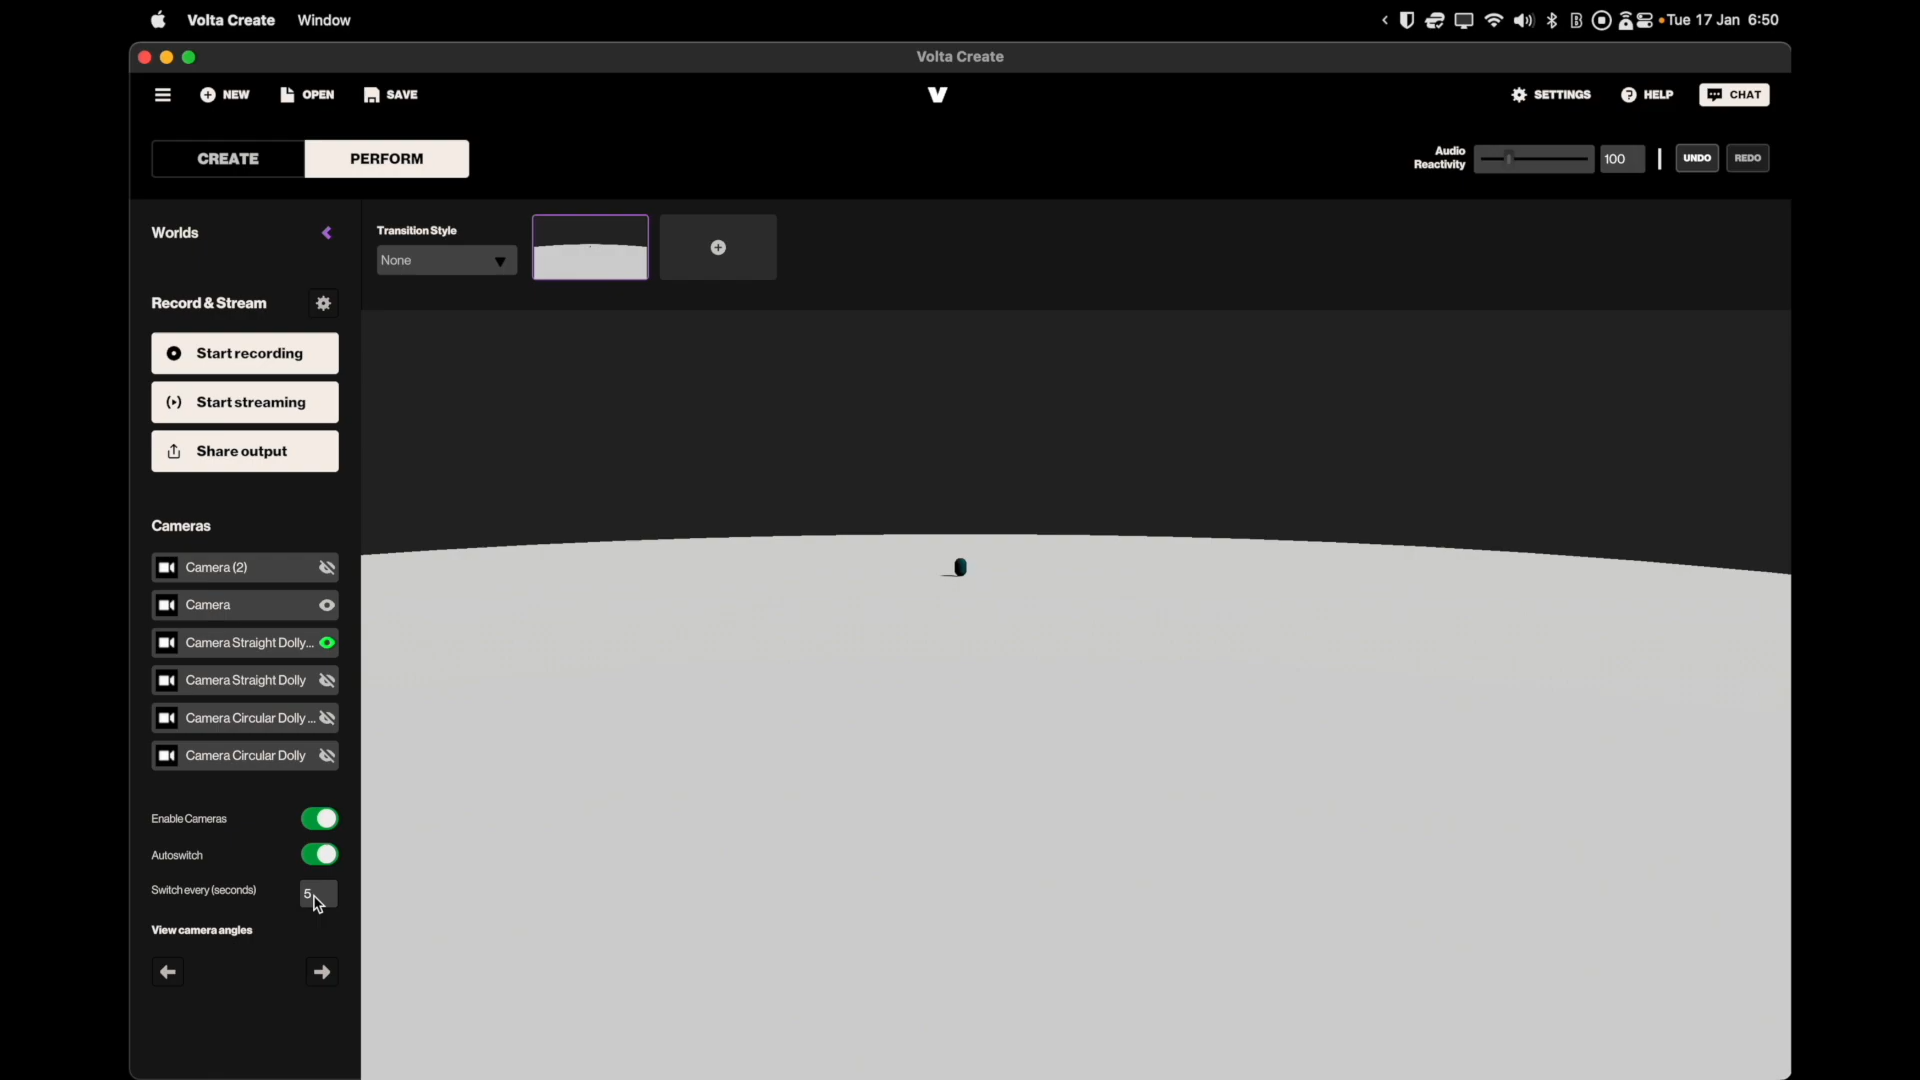 Volta Create Window
Tue 17 Jan 6:50
Volta Create
NEW OPEN SAVE
SETTINGS HELP CHAT
CREATE PERFORM
Audio
Reactivity
100 UNDO REDO
Worlds
Transition Style
None
Record & Stream
Start recording
Start streaming
Share output
Cameras
Camera (2)
Camera
Camera Straight Dolly...
Camera Straight Dolly
Camera Circular Dolly ...
Camera Circular Dolly
Enable Cameras
Autoswitch
Switch every (seconds) 5
View camera angles